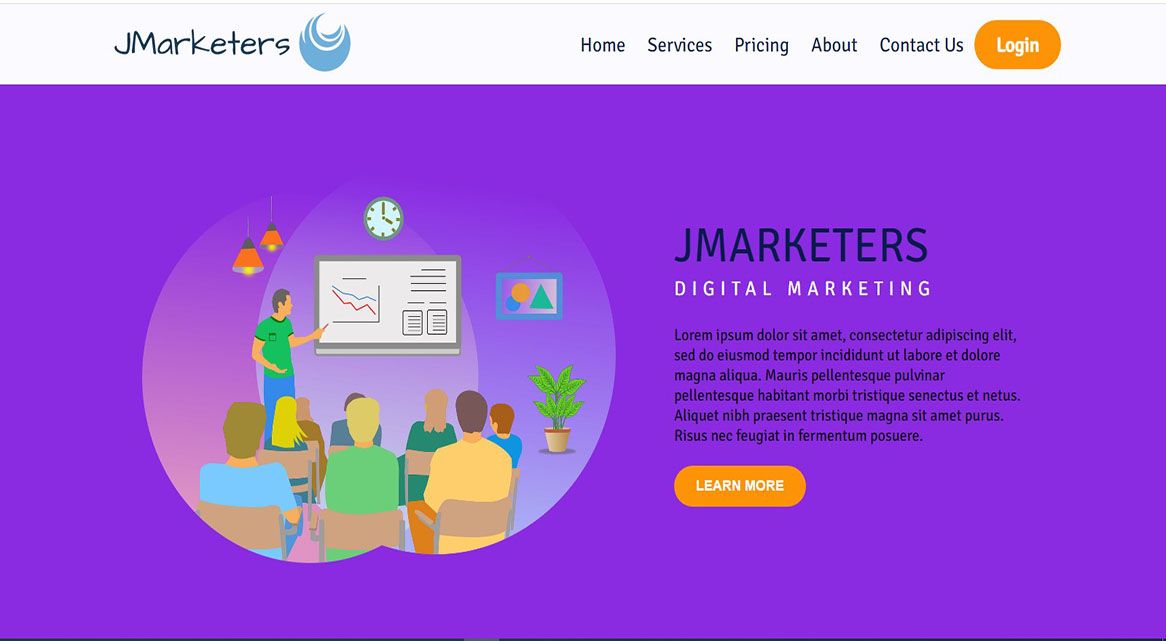 JMarketers
Home Services Pricing About Contact Us Login
JMARKETERS
DIGITAL MARKETING
Lorem ipsum dolor sit amet, consectetur adipiscing elit,
sed do eiusmod tempor incididunt ut labore et dolore
magna aliqua. Mauris pellentesque pulvinar
pellentesque habitant morbi tristique senectus et netus.
Aliquet nibh praesent tristique magna sit amet purus.
Risus nec feugiat in fermentum posuere.
LEARN MORE